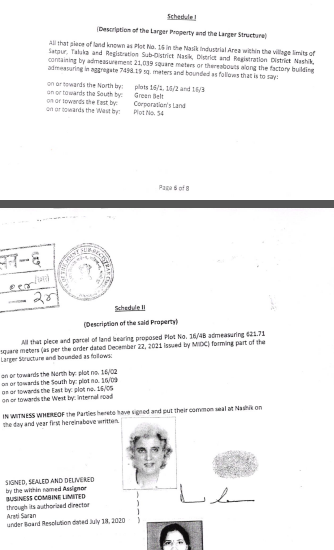 Schedule I
(Description of the Larger Property and the Larger Structure)
All that piece of land known as Plot No. 16 in the Nasik Industrial Area within the village limits of
Satpur, Taluka and Registration Sub-District Nasik, District and Registration District Nashik,
containing by admeasurement 21,039 square meters or thereabouts along the factory building
admeasuring in aggregate 7498.19 sq. meters and bounded as follows that is to say:
on or towards the North by: plots 16/1, 16/2 and 16/3
on or towards the South by: Green Belt
on or towards the East by: Corporation's Land
on or towards the West by: Plot No. 54
Page 6 of 8
Schedule II
(Description of the said Property)
All that piece and parcel of land bearing proposed Plot No. 16/4B admeasuring 621.71
square meters (as per the order dated December 22, 2021 issued by MIDC) forming part of the
Larger Structure and bounded as follows:
on or towards the North by: plot no. 16/02
on or towards the South by: plot no. 16/09
on or towards the East by: plot no. 16/05
on or towards the West by: Internal road
IN WITNESS WHEREOF the Parties hereto have signed and put their common seal at Nashik on
the day and year first hereinabove written.
SIGNED, SEALED AND DELIVERED
by the within named Assignor
BUSINESS COMBINE LIMITED
through its authorized director
Arati Saran
under Board Resolution dated July 18, 2020